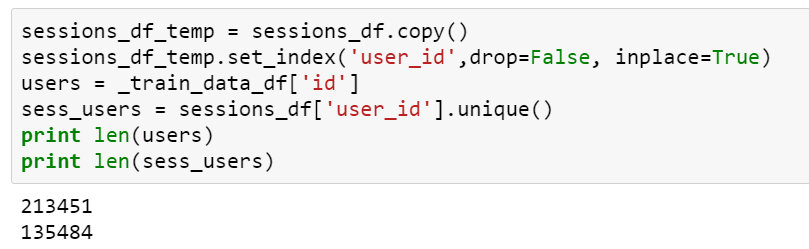 sessions_df_temp = sessions_df.copy()
sessions_df_temp.set_index('user_id',drop=False, inplace=True)
users = _train_data_df['id']
sess_users = sessions_df['user_id'].unique()
print len(users)
print len(sess_users)
213451
135484